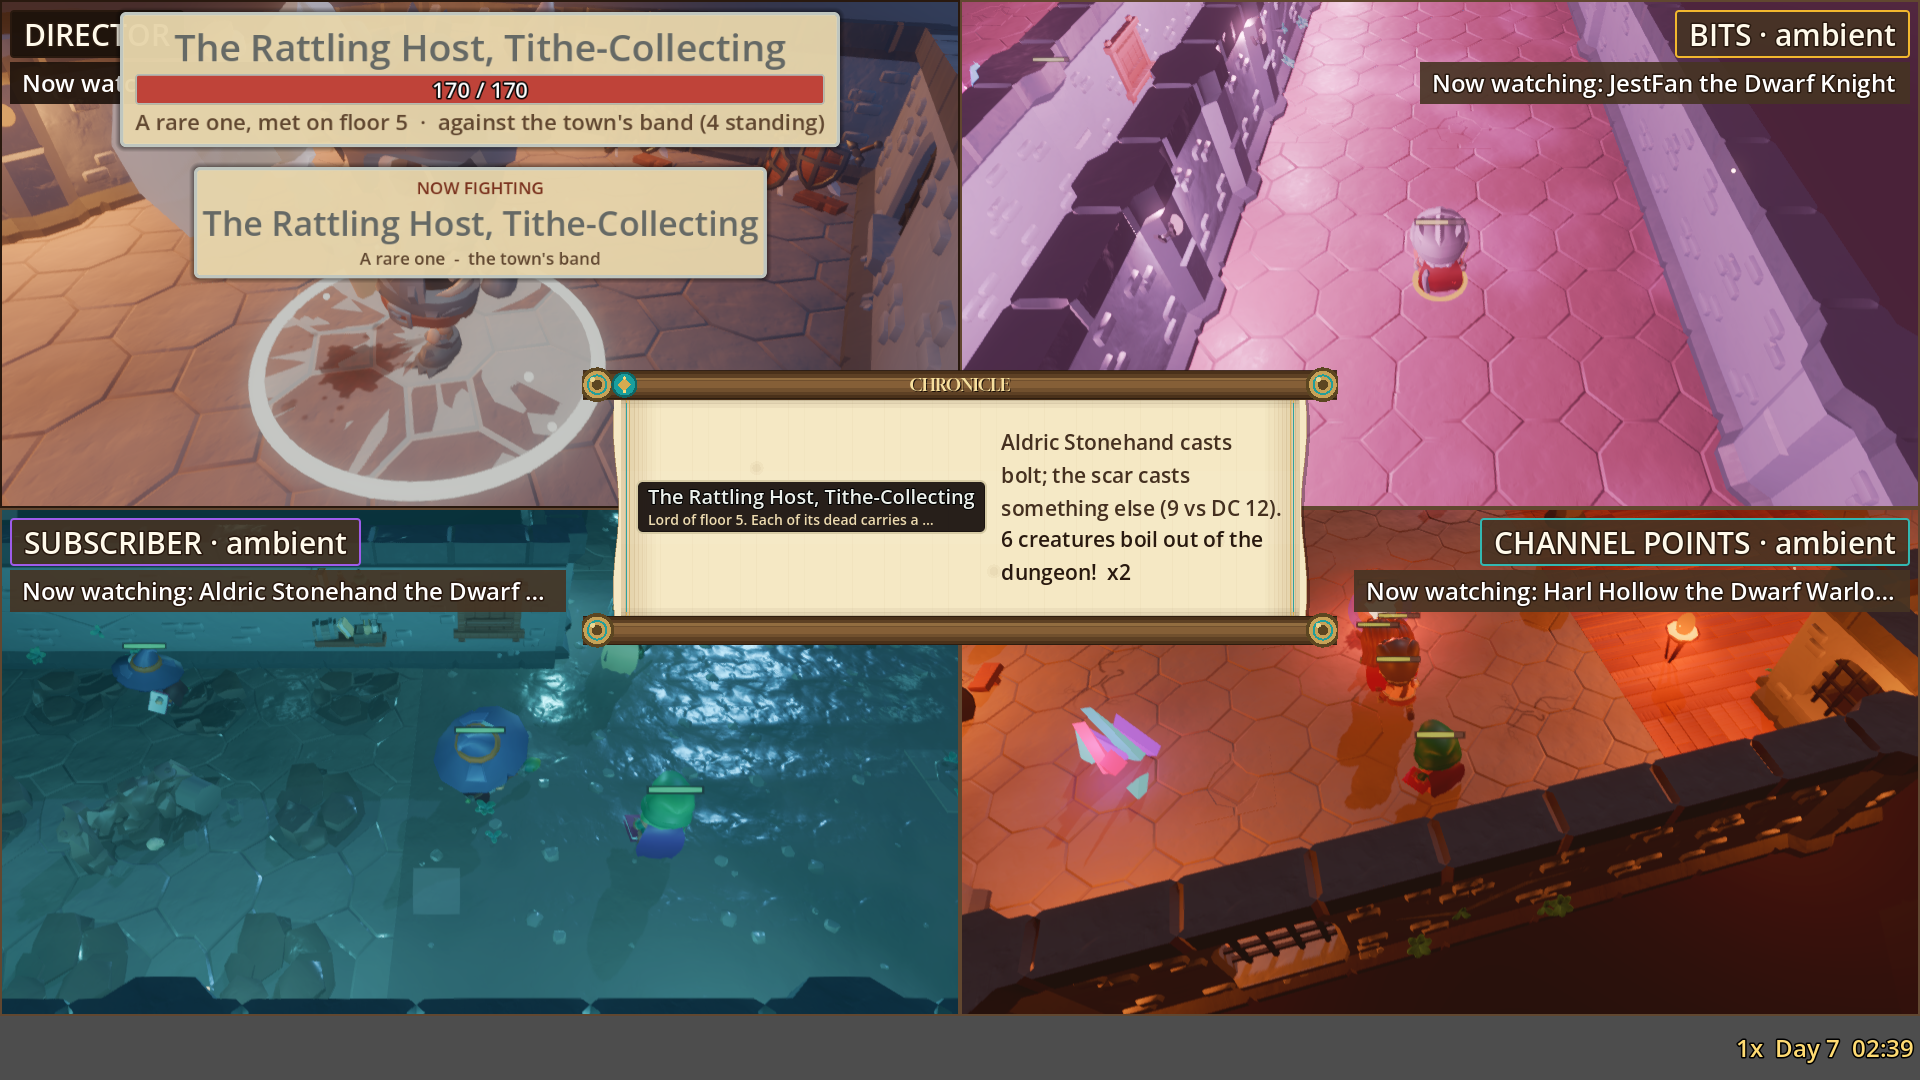 DIRECTOR
Now wat
The Rattling Host, Tithe-Collecting
170 / 170
A rare one, met on floor 5 · against the town's band (4 standing)
NOW FIGHTING
The Rattling Host, Tithe-Collecting
A rare one - the town's band
BITS · ambient
Now watching: JestFan the Dwarf Knight
CHRONICLE
The Rattling Host, Tithe-Collecting
Lord of floor 5. Each of its dead carries a ...
Aldric Stonehand casts
bolt; the scar casts
something else (9 vs DC 12).
6 creatures boil out of the
dungeon! x2
SUBSCRIBER · ambient
Now watching: Aldric Stonehand the Dwarf ...
CHANNEL POINTS · ambient
Now watching: Harl Hollow the Dwarf Warlo...
1x Day 7 02:39